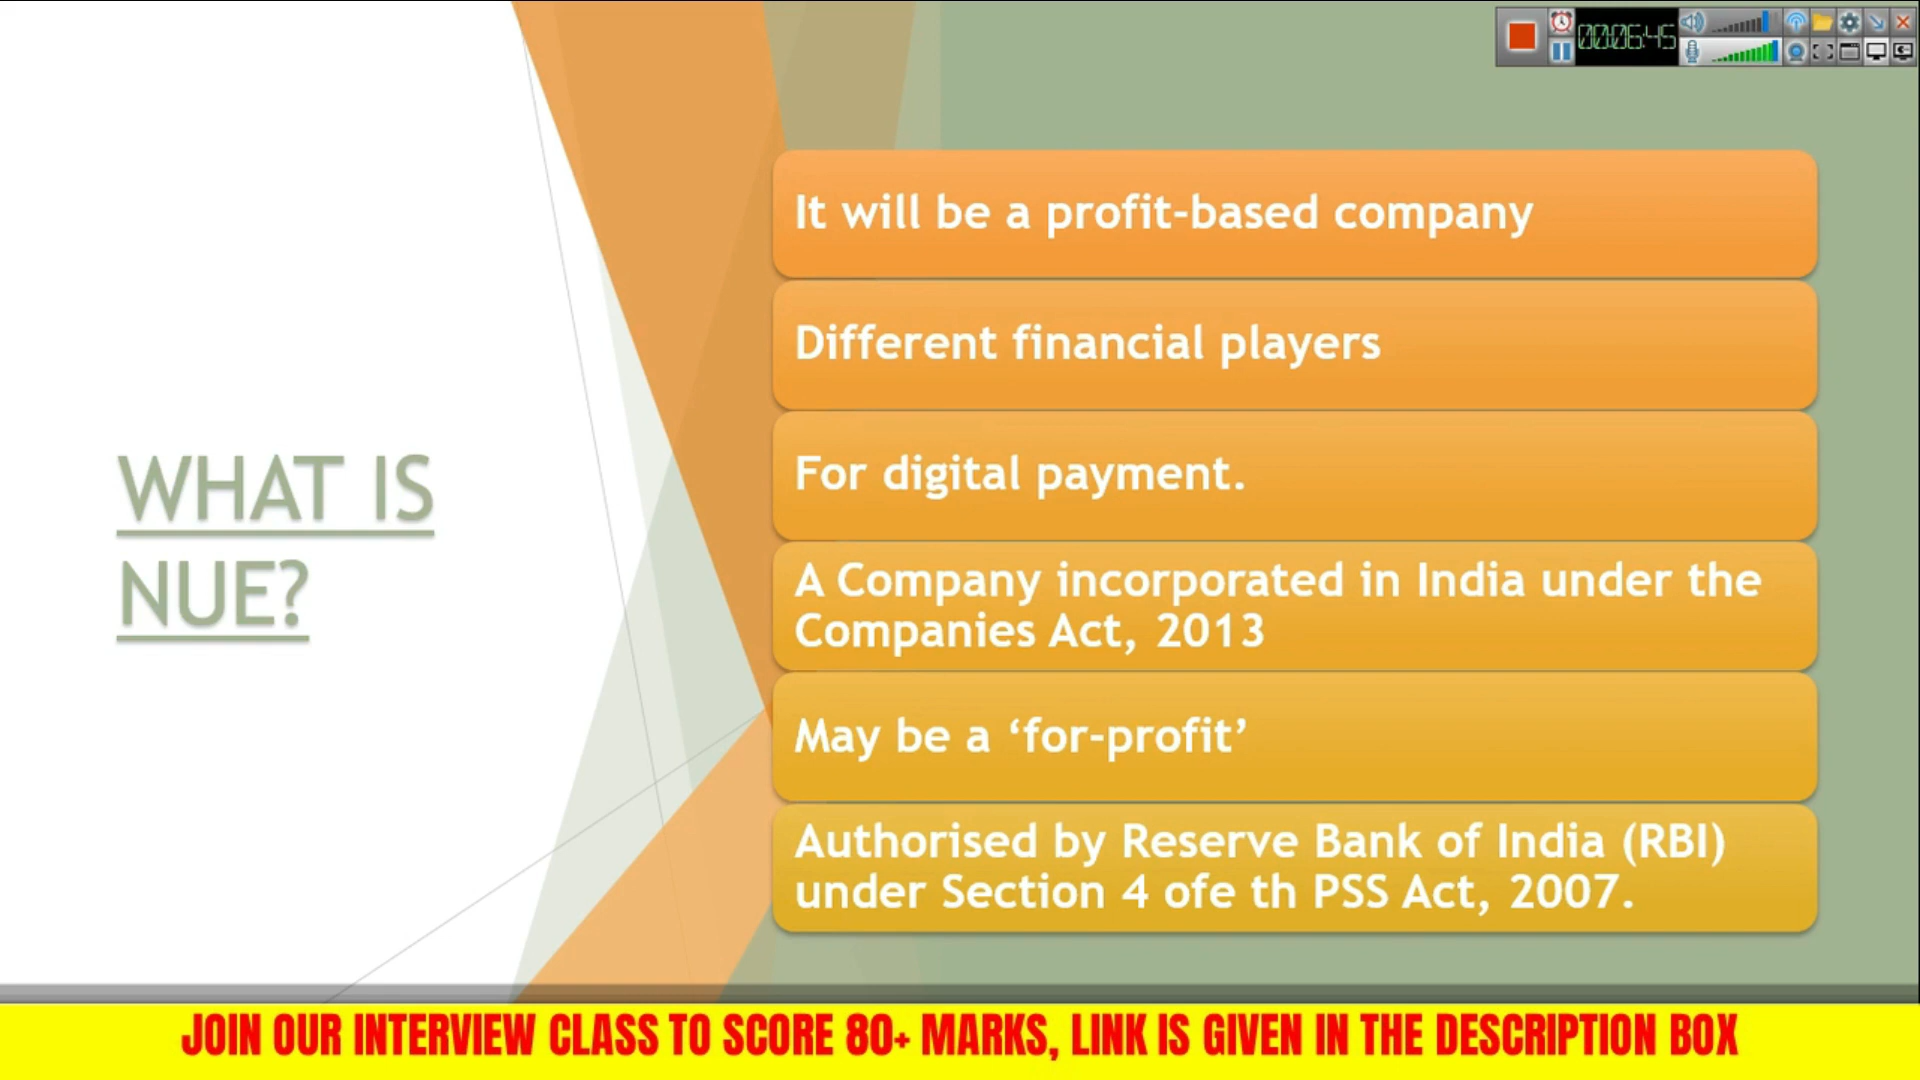 00:06:45
WHAT IS
NUE?
It will be a profit-based company
Different financial players
For digital payment.
A Company incorporated in India under the
Companies Act, 2013
May be a ‘for-profit’
Authorised by Reserve Bank of India (RBI)
under Section 4 ofe th PSS Act, 2007.
JOIN OUR INTERVIEW CLASS TO SCORE 80+ MARKS, LINK IS GIVEN IN THE DESCRIPTION BOX